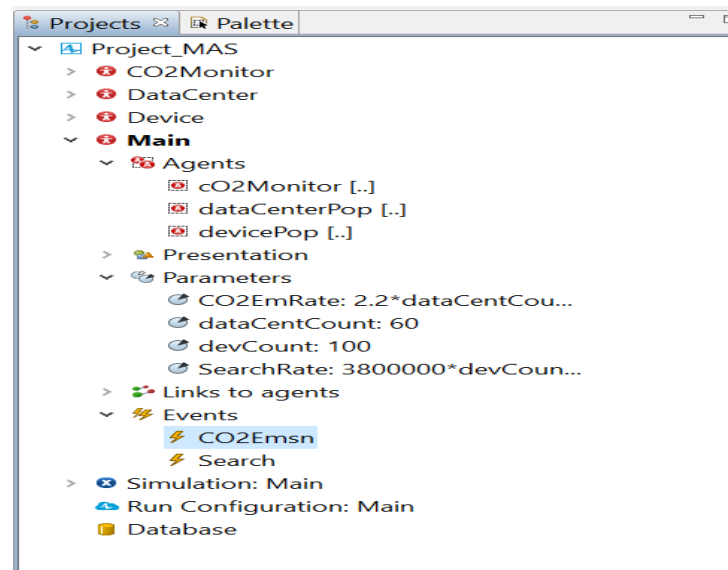 Projects Palette
Project_MAS
CO2Monitor
DataCenter
Device
Main
Agents
cO2Monitor [..]
dataCenterPop [..]
devicePop [..]
Presentation
Parameters
CO2EmRate: 2.2*dataCentCou...
dataCentCount: 60
devCount: 100
SearchRate: 3800000*devCoun...
Links to agents
Events
CO2Emsn
Search
Simulation: Main
Run Configuration: Main
Database